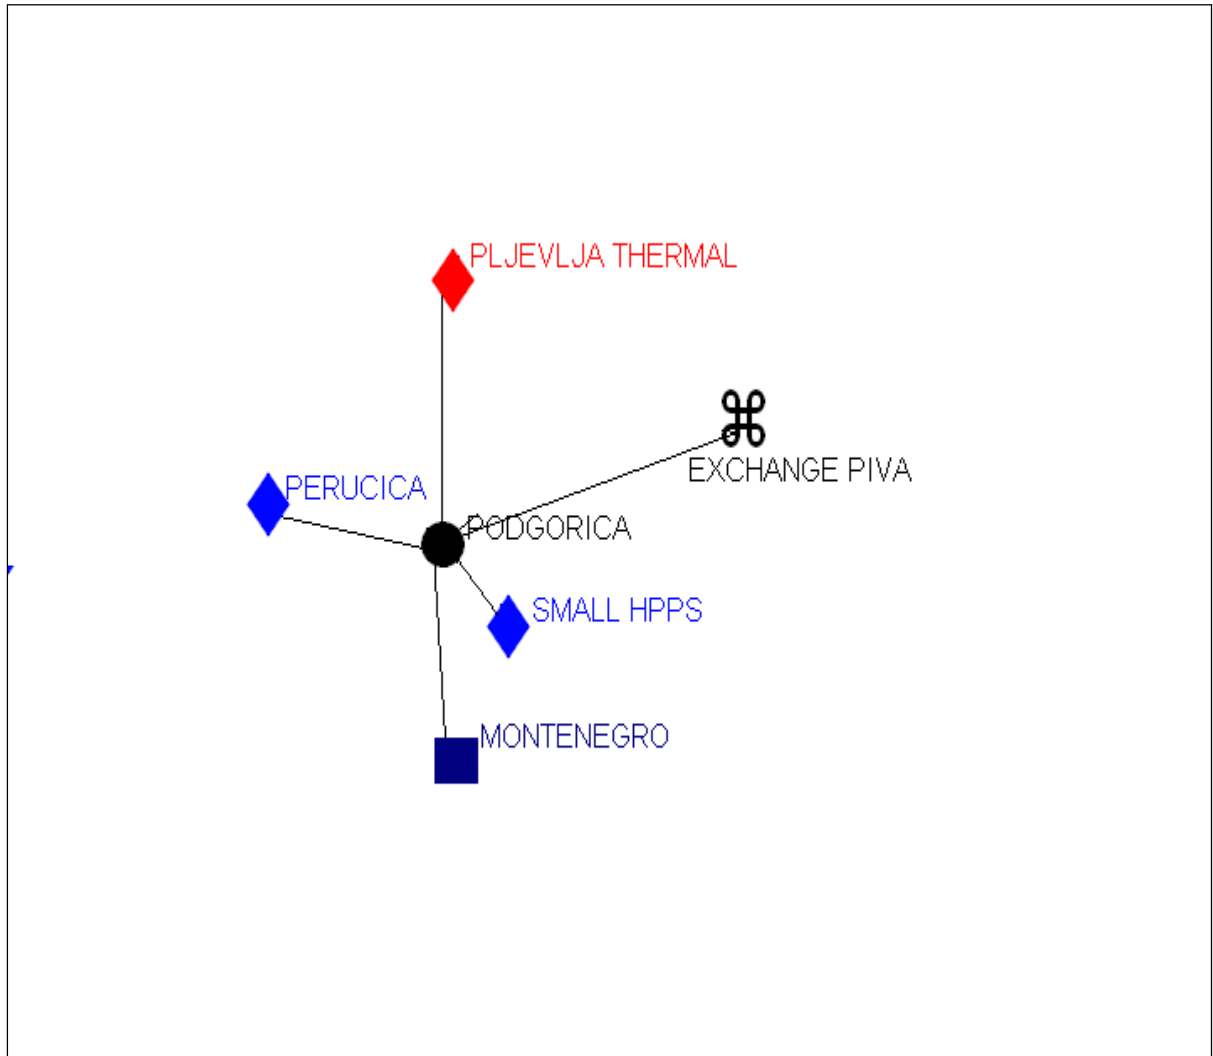 PLJEVLJA THERMAL
EXCHANGE PIVA
PERUCICA
PODGORICA
SMALL HPPS
MONTENEGRO